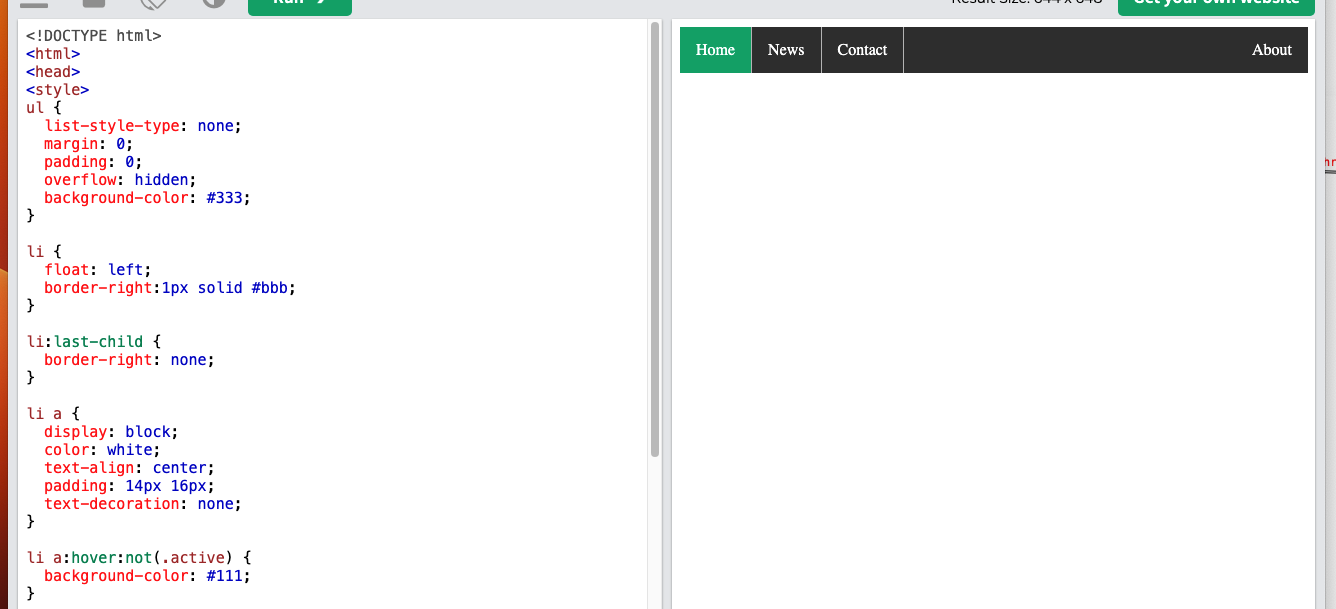 Run ❯
Result Size: 644 x 648
Get your own website
<!DOCTYPE html>
<html>
<head>
<style>
ul {
  list-style-type: none;
  margin: 0;
  padding: 0;
  overflow: hidden;
  background-color: #333;
}

li {
  float: left;
  border-right:1px solid #bbb;
}

li:last-child {
  border-right: none;
}

li a {
  display: block;
  color: white;
  text-align: center;
  padding: 14px 16px;
  text-decoration: none;
}

li a:hover:not(.active) {
  background-color: #111;
}
Home News Contact About
hr